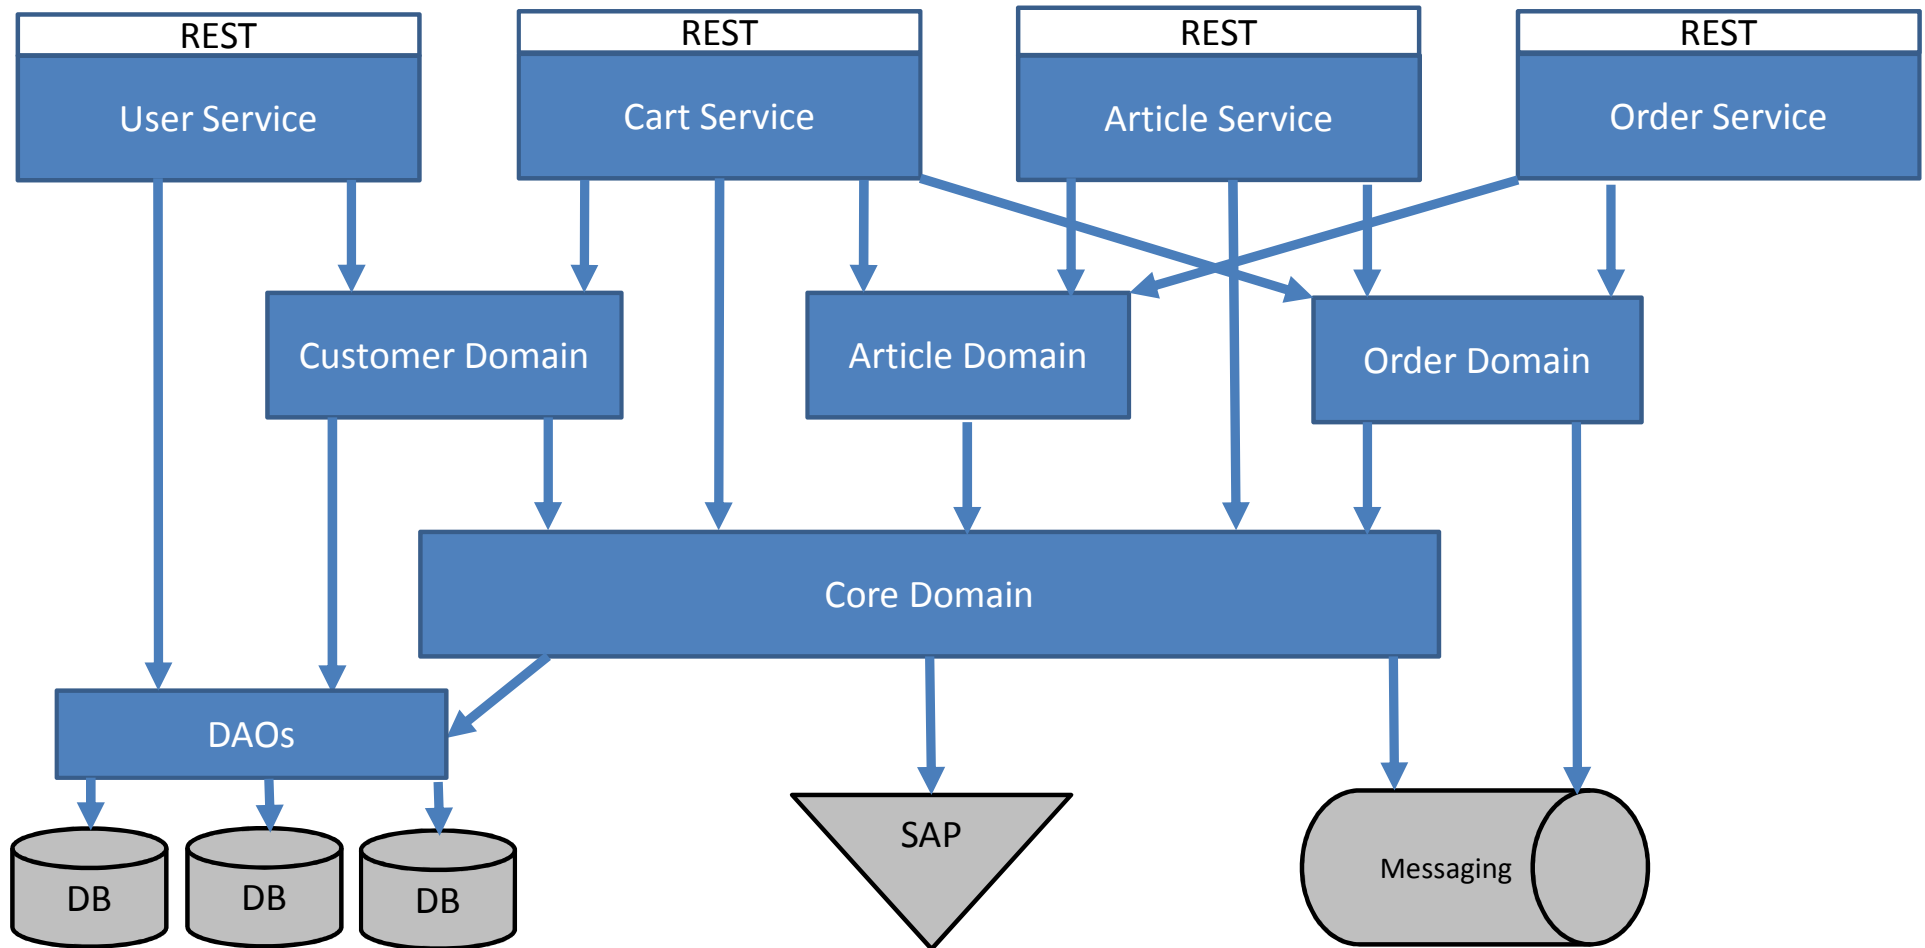 REST
REST
REST
REST
User Service
Cart Service
Article Service
Order Service
Customer Domain
Article Domain
Order Domain
Core Domain
DAOs
SAP
Messaging
DB
DB
DB